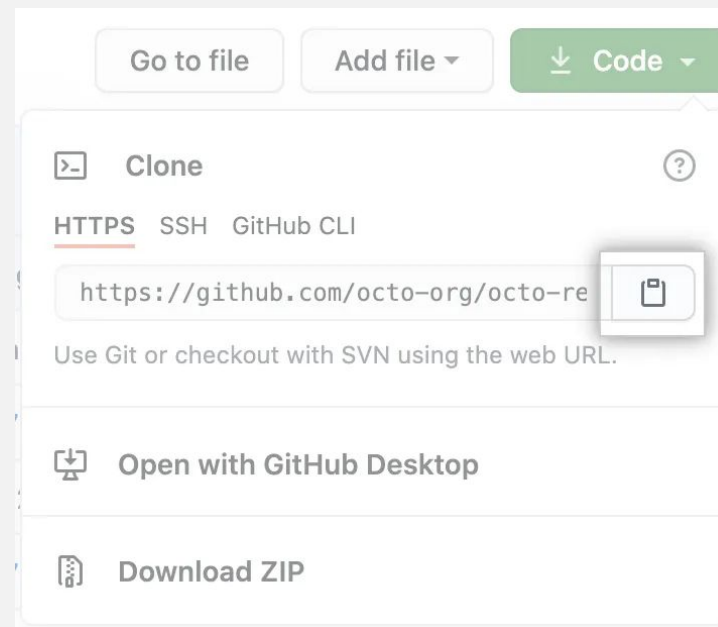 Go to file Add file Code
Clone
HTTPS SSH GitHub CLI
https://github.com/octo-org/octo-re
Use Git or checkout with SVN using the web URL.
Open with GitHub Desktop
Download ZIP